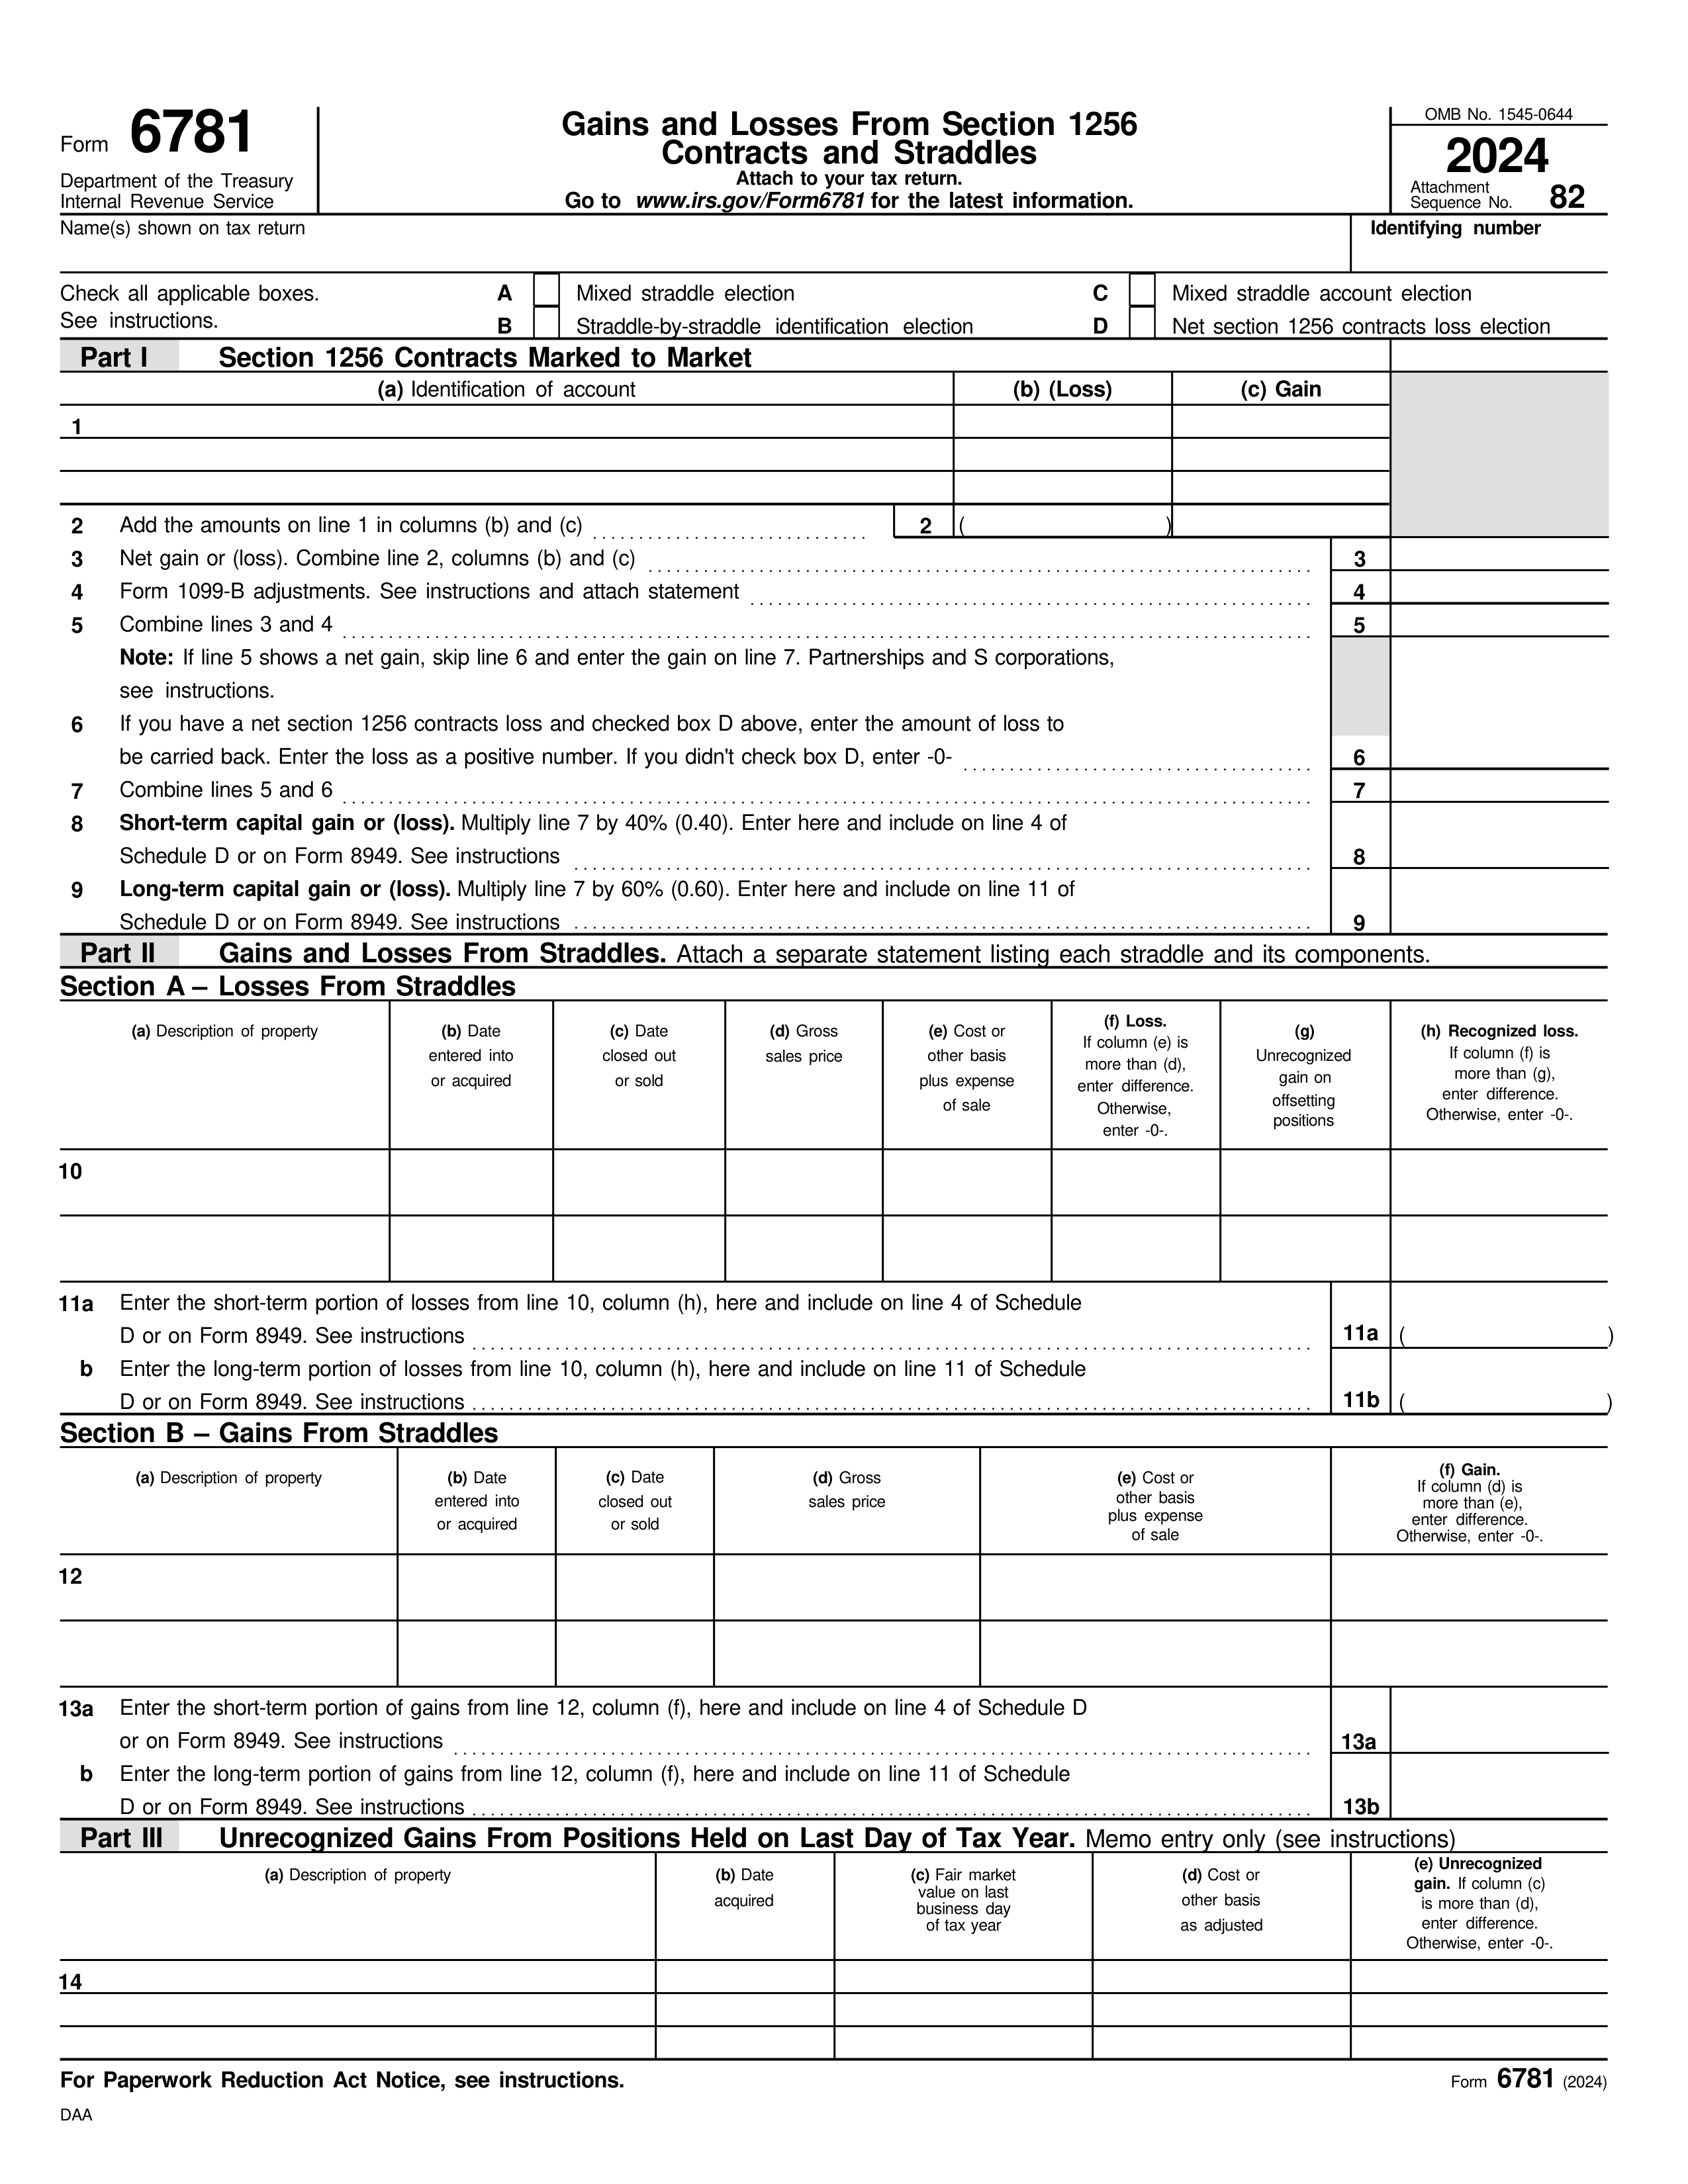 Form 6781
Department of the Treasury
Internal Revenue Service
Gains and Losses From Section 1256
Contracts and Straddles
Attach to your tax return.
Go to www.irs.gov/Form6781 for the latest information.
OMB No. 1545-0644
2024
Attachment
Sequence No. 82
Name(s) shown on tax return
Identifying number
Check all applicable boxes.
See instructions.
A Mixed straddle election
B Straddle-by-straddle identification election
C Mixed straddle account election
D Net section 1256 contracts loss election
Part I Section 1256 Contracts Marked to Market
(a) Identification of account (b) (Loss) (c) Gain
1
2 Add the amounts on line 1 in columns (b) and (c) 2 ( )
3 Net gain or (loss). Combine line 2, columns (b) and (c) 3
4 Form 1099-B adjustments. See instructions and attach statement 4
5 Combine lines 3 and 4 5
Note: If line 5 shows a net gain, skip line 6 and enter the gain on line 7. Partnerships and S corporations,
see instructions.
6 If you have a net section 1256 contracts loss and checked box D above, enter the amount of loss to
be carried back. Enter the loss as a positive number. If you didn't check box D, enter -0- 6
7 Combine lines 5 and 6 7
8 Short-term capital gain or (loss). Multiply line 7 by 40% (0.40). Enter here and include on line 4 of
Schedule D or on Form 8949. See instructions 8
9 Long-term capital gain or (loss). Multiply line 7 by 60% (0.60). Enter here and include on line 11 of
Schedule D or on Form 8949. See instructions 9
Part II Gains and Losses From Straddles. Attach a separate statement listing each straddle and its components.
Section A – Losses From Straddles
(a) Description of property
(b) Date
entered into
or acquired
(c) Date
closed out
or sold
(d) Gross
sales price
(e) Cost or
other basis
plus expense
of sale
(f) Loss.
If column (e) is
more than (d),
enter difference.
Otherwise,
enter -0-.
(g)
Unrecognized
gain on
offsetting
positions
(h) Recognized loss.
If column (f) is
more than (g),
enter difference.
Otherwise, enter -0-.
10
11a Enter the short-term portion of losses from line 10, column (h), here and include on line 4 of Schedule
D or on Form 8949. See instructions 11a ( )
b Enter the long-term portion of losses from line 10, column (h), here and include on line 11 of Schedule
D or on Form 8949. See instructions 11b ( )
Section B – Gains From Straddles
(a) Description of property
(b) Date
entered into
or acquired
(c) Date
closed out
or sold
(d) Gross
sales price
(e) Cost or
other basis
plus expense
of sale
(f) Gain.
If column (d) is
more than (e),
enter difference.
Otherwise, enter -0-.
12
13a Enter the short-term portion of gains from line 12, column (f), here and include on line 4 of Schedule D
or on Form 8949. See instructions 13a
b Enter the long-term portion of gains from line 12, column (f), here and include on line 11 of Schedule
D or on Form 8949. See instructions 13b
Part III Unrecognized Gains From Positions Held on Last Day of Tax Year. Memo entry only (see instructions)
(a) Description of property
(b) Date
acquired
(c) Fair market
value on last
business day
of tax year
(d) Cost or
other basis
as adjusted
(e) Unrecognized
gain. If column (c)
is more than (d),
enter difference.
Otherwise, enter -0-.
14
For Paperwork Reduction Act Notice, see instructions.
Form 6781 (2024)
DAA